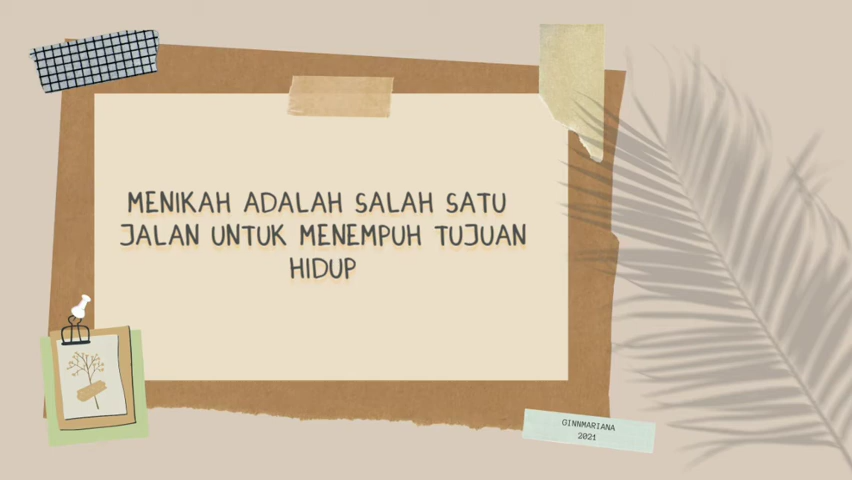 MENIKAH ADALAH SALAH SATU
JALAN UNTUK MENEMPUH TUJUAN
HIDUP
GINNMARIANA
2021